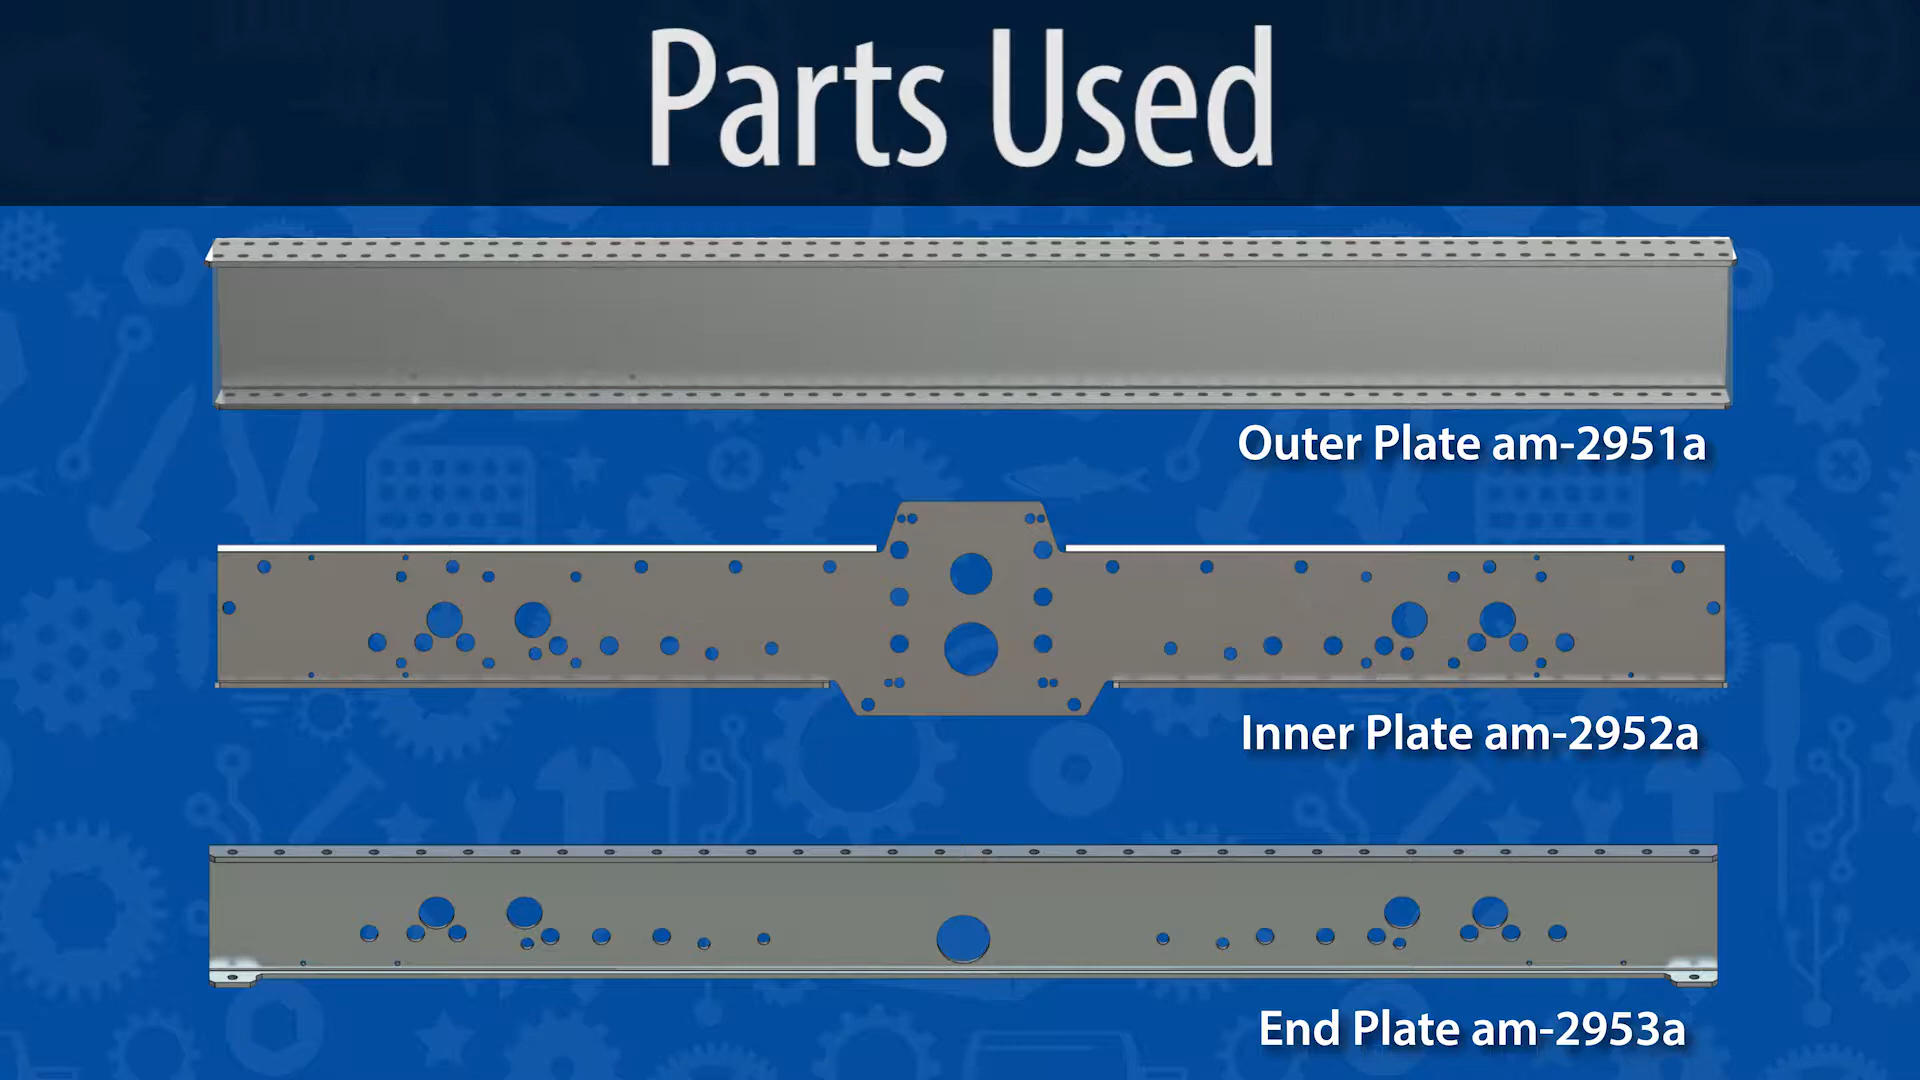 Parts Used
Outer Plate am-2951a
Inner Plate am-2952a
End Plate am-2953a